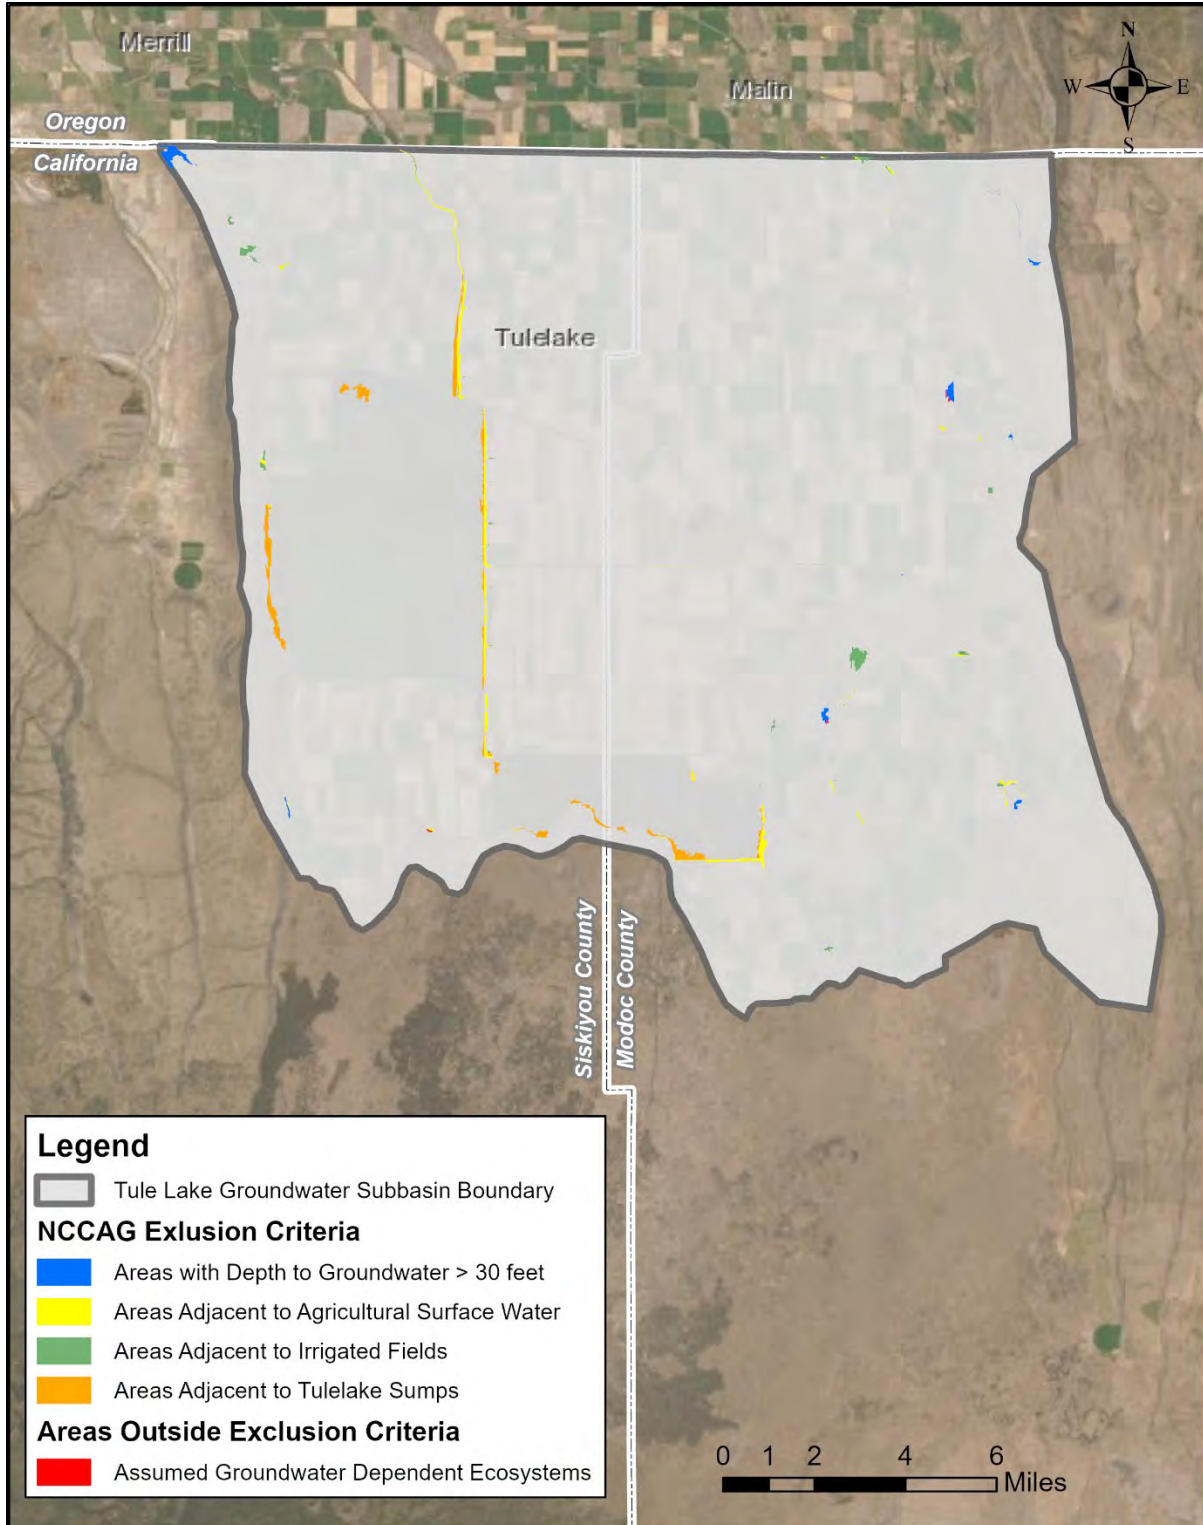 Merrill
Malin
N
W E
S
Oregon
California
Tulelake
Siskiyou County
Modoc County
Legend
Tule Lake Groundwater Subbasin Boundary
NCCAG Exlusion Criteria
Areas with Depth to Groundwater > 30 feet
Areas Adjacent to Agricultural Surface Water
Areas Adjacent to Irrigated Fields
Areas Adjacent to Tulelake Sumps
Areas Outside Exclusion Criteria
Assumed Groundwater Dependent Ecosystems
0 1 2 4 6
Miles